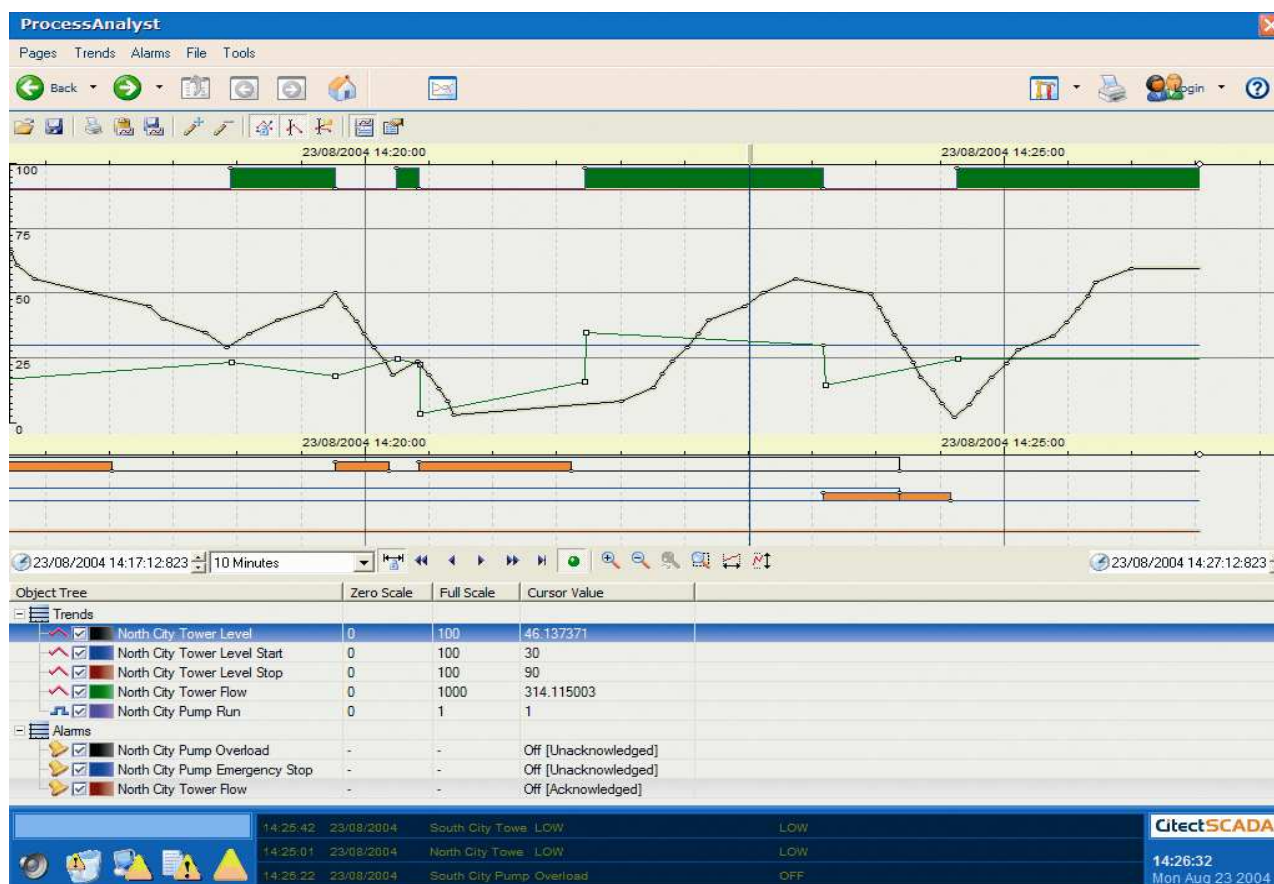 ProcessAnalyst
Pages Trends Alarms File Tools
Back Login
23/08/2004 14:20:00 23/08/2004 14:25:00
100
75
50
25
0
23/08/2004 14:20:00 23/08/2004 14:25:00
23/08/2004 14:17:12:823 10 Minutes 23/08/2004 14:27:12:823
Object Tree Zero Scale Full Scale Cursor Value
Trends
North City Tower Level 0 100 46.137371
North City Tower Level Start 0 100 30
North City Tower Level Stop 0 100 90
North City Tower Flow 0 1000 314.115003
North City Pump Run 0 1 1
Alarms
North City Pump Overload - - Off [Unacknowledged]
North City Pump Emergency Stop - - Off [Unacknowledged]
North City Tower Flow - - Off [Acknowledged]
14:25:42 23/08/2004 South City Towe LOW LOW
14:25:01 23/08/2004 North City Towe LOW LOW
14:26:22 23/08/2004 South City Pump Overload OFF
CitectSCADA
14:26:32
Mon Aug 23 2004